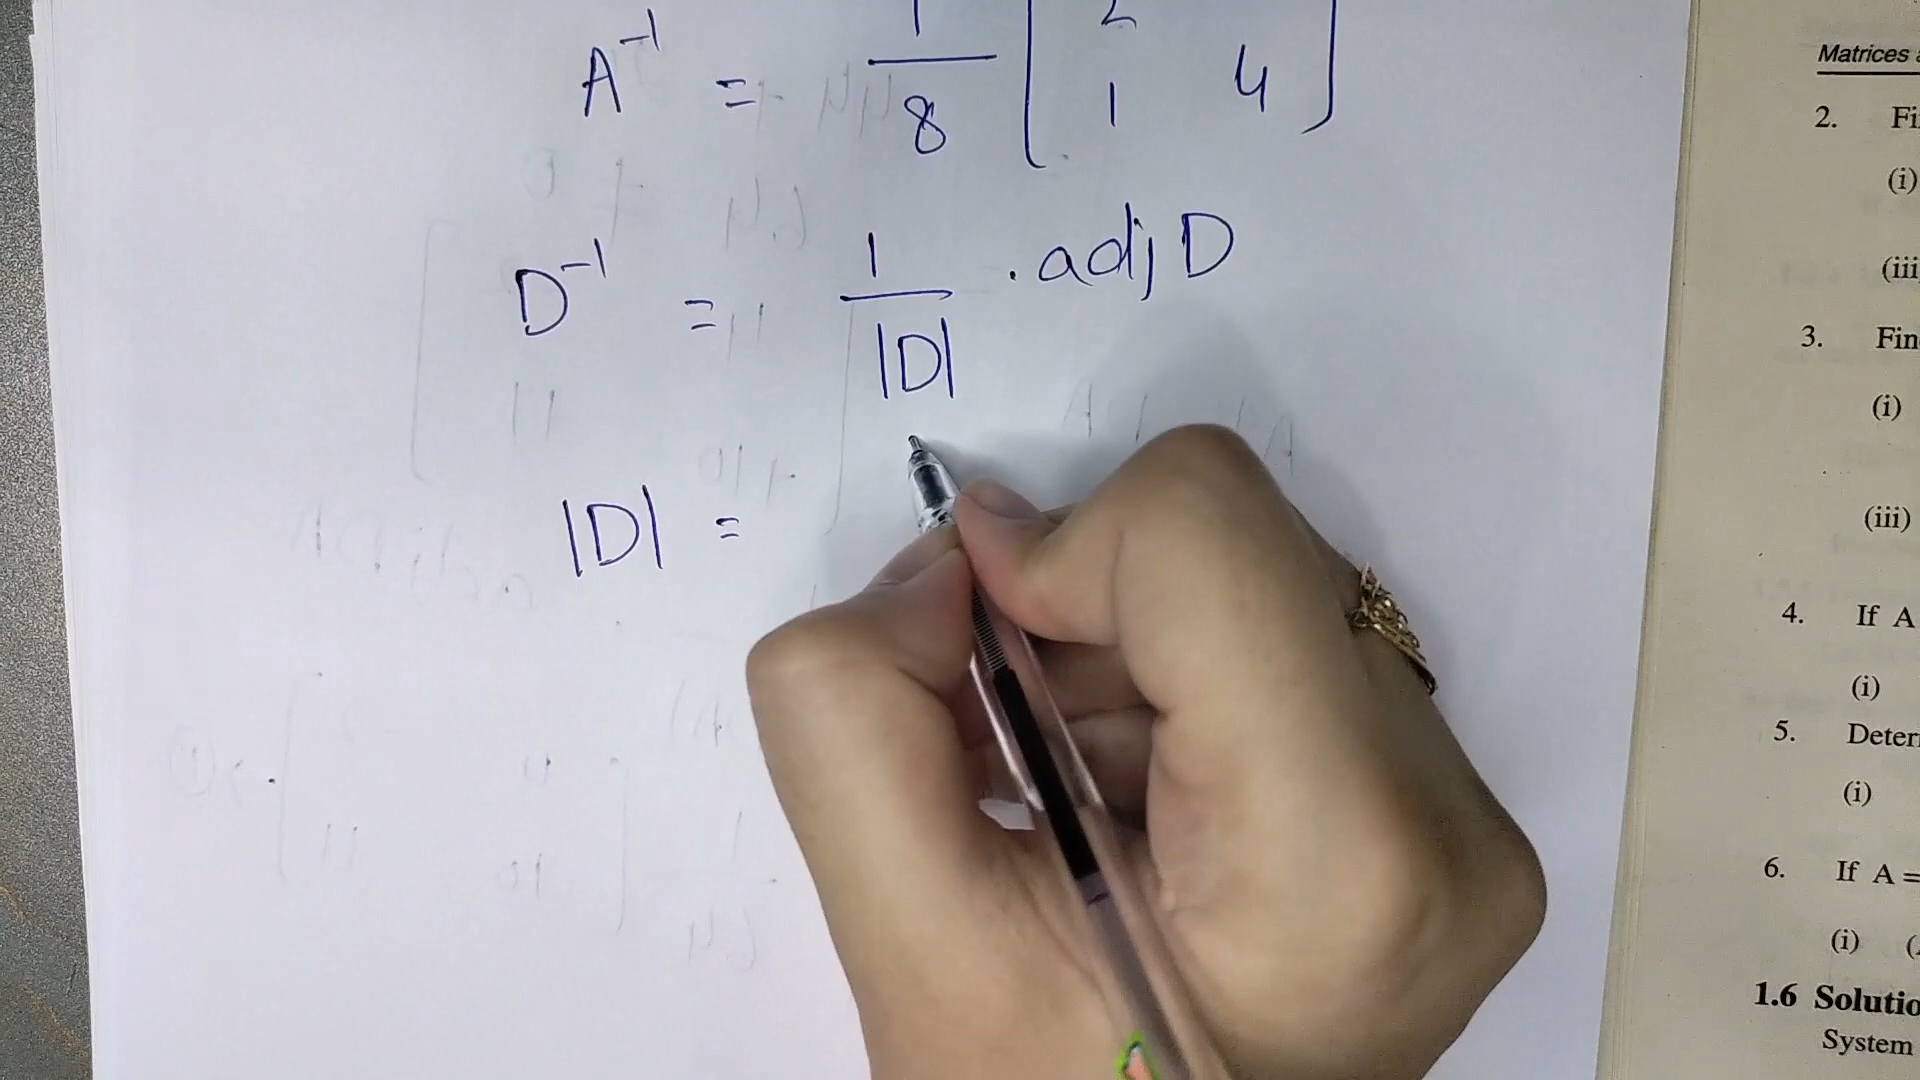 A⁻¹ = 1/8 [ 2
1 4 ]
D⁻¹ = 1/|D| . adj D
|D| =
Matrices
2.
(i)
(iii
3. Fin
(i)
(iii)
4. If A
(i)
5. Deter
(i)
6. If A =
(i) (
1.6 Solutio
System